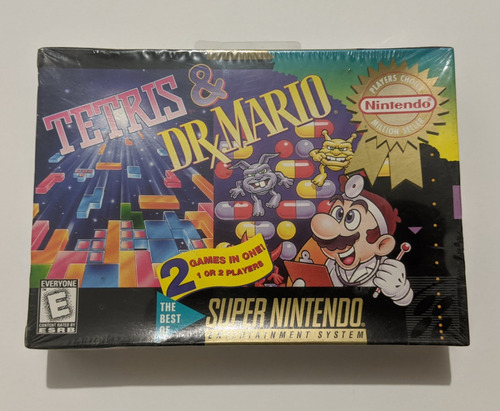 TETRIS &
DR. MARIO
PLAYERS CHOICE
Nintendo
MILLION SELLER
2 GAMES IN ONE!
1 OR 2 PLAYERS
EVERYONE
E
CONTENT RATED BY
ESRB
THE
BEST
OF
SUPER NINTENDO
ENTERTAINMENT SYSTEM